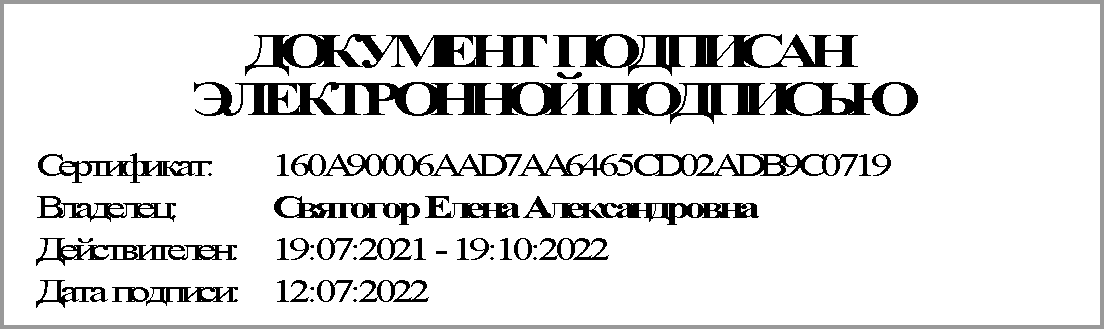 ДОКУМЕНТ ПОДПИСАН
ЭЛЕКТРОННОЙ ПОДПИСЬЮ
Сертификат: 160A90006AAD7AA6465CD02ADB9C0719
Владелец: Святогор Елена Александровна
Действителен: 19:07:2021 - 19:10:2022
Дата подписи: 12:07:2022